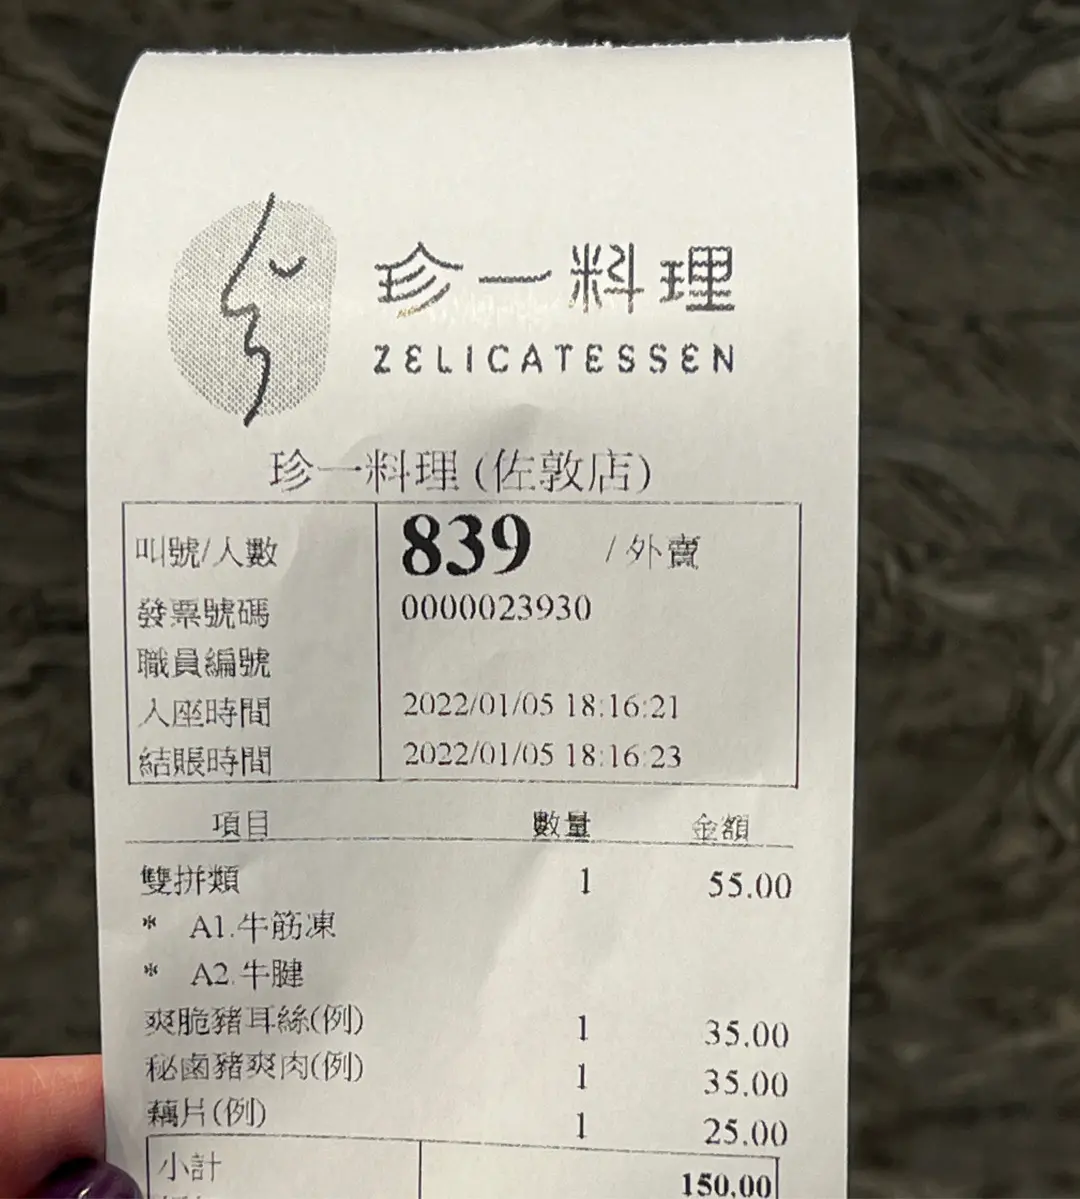 珍一料理
ZELICATESSEN
珍一料理 (佐敦店)
叫號/人數 839 / 外賣
發票號碼 0000023930
職員編號
入座時間 2022/01/05 18:16:21
結賬時間 2022/01/05 18:16:23
項目 數量 金額
雙拼類 1 55.00
* A1.牛筋凍
* A2.牛腱
爽脆豬耳絲(例) 1 35.00
秘鹵豬爽肉(例) 1 35.00
藕片(例) 1 25.00
小計 150.00